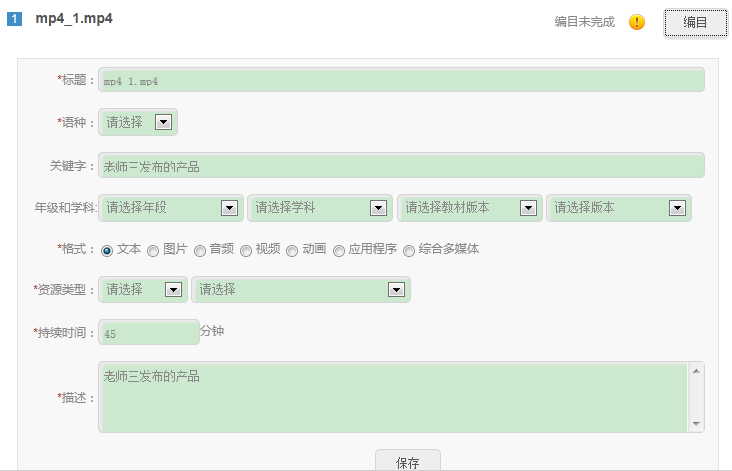 1 mp4_1.mp4 编目未完成 ! 编目
*标题： mp4_1.mp4
*语种： 请选择
关键字： 老师三发布的产品
年级和学科: 请选择年段 请选择学科 请选择教材版本 请选择版本
*格式： 文本 图片 音频 视频 动画 应用程序 综合多媒体
*资源类型： 请选择 请选择
*持续时间： 45 分钟
*描述： 老师三发布的产品
保存